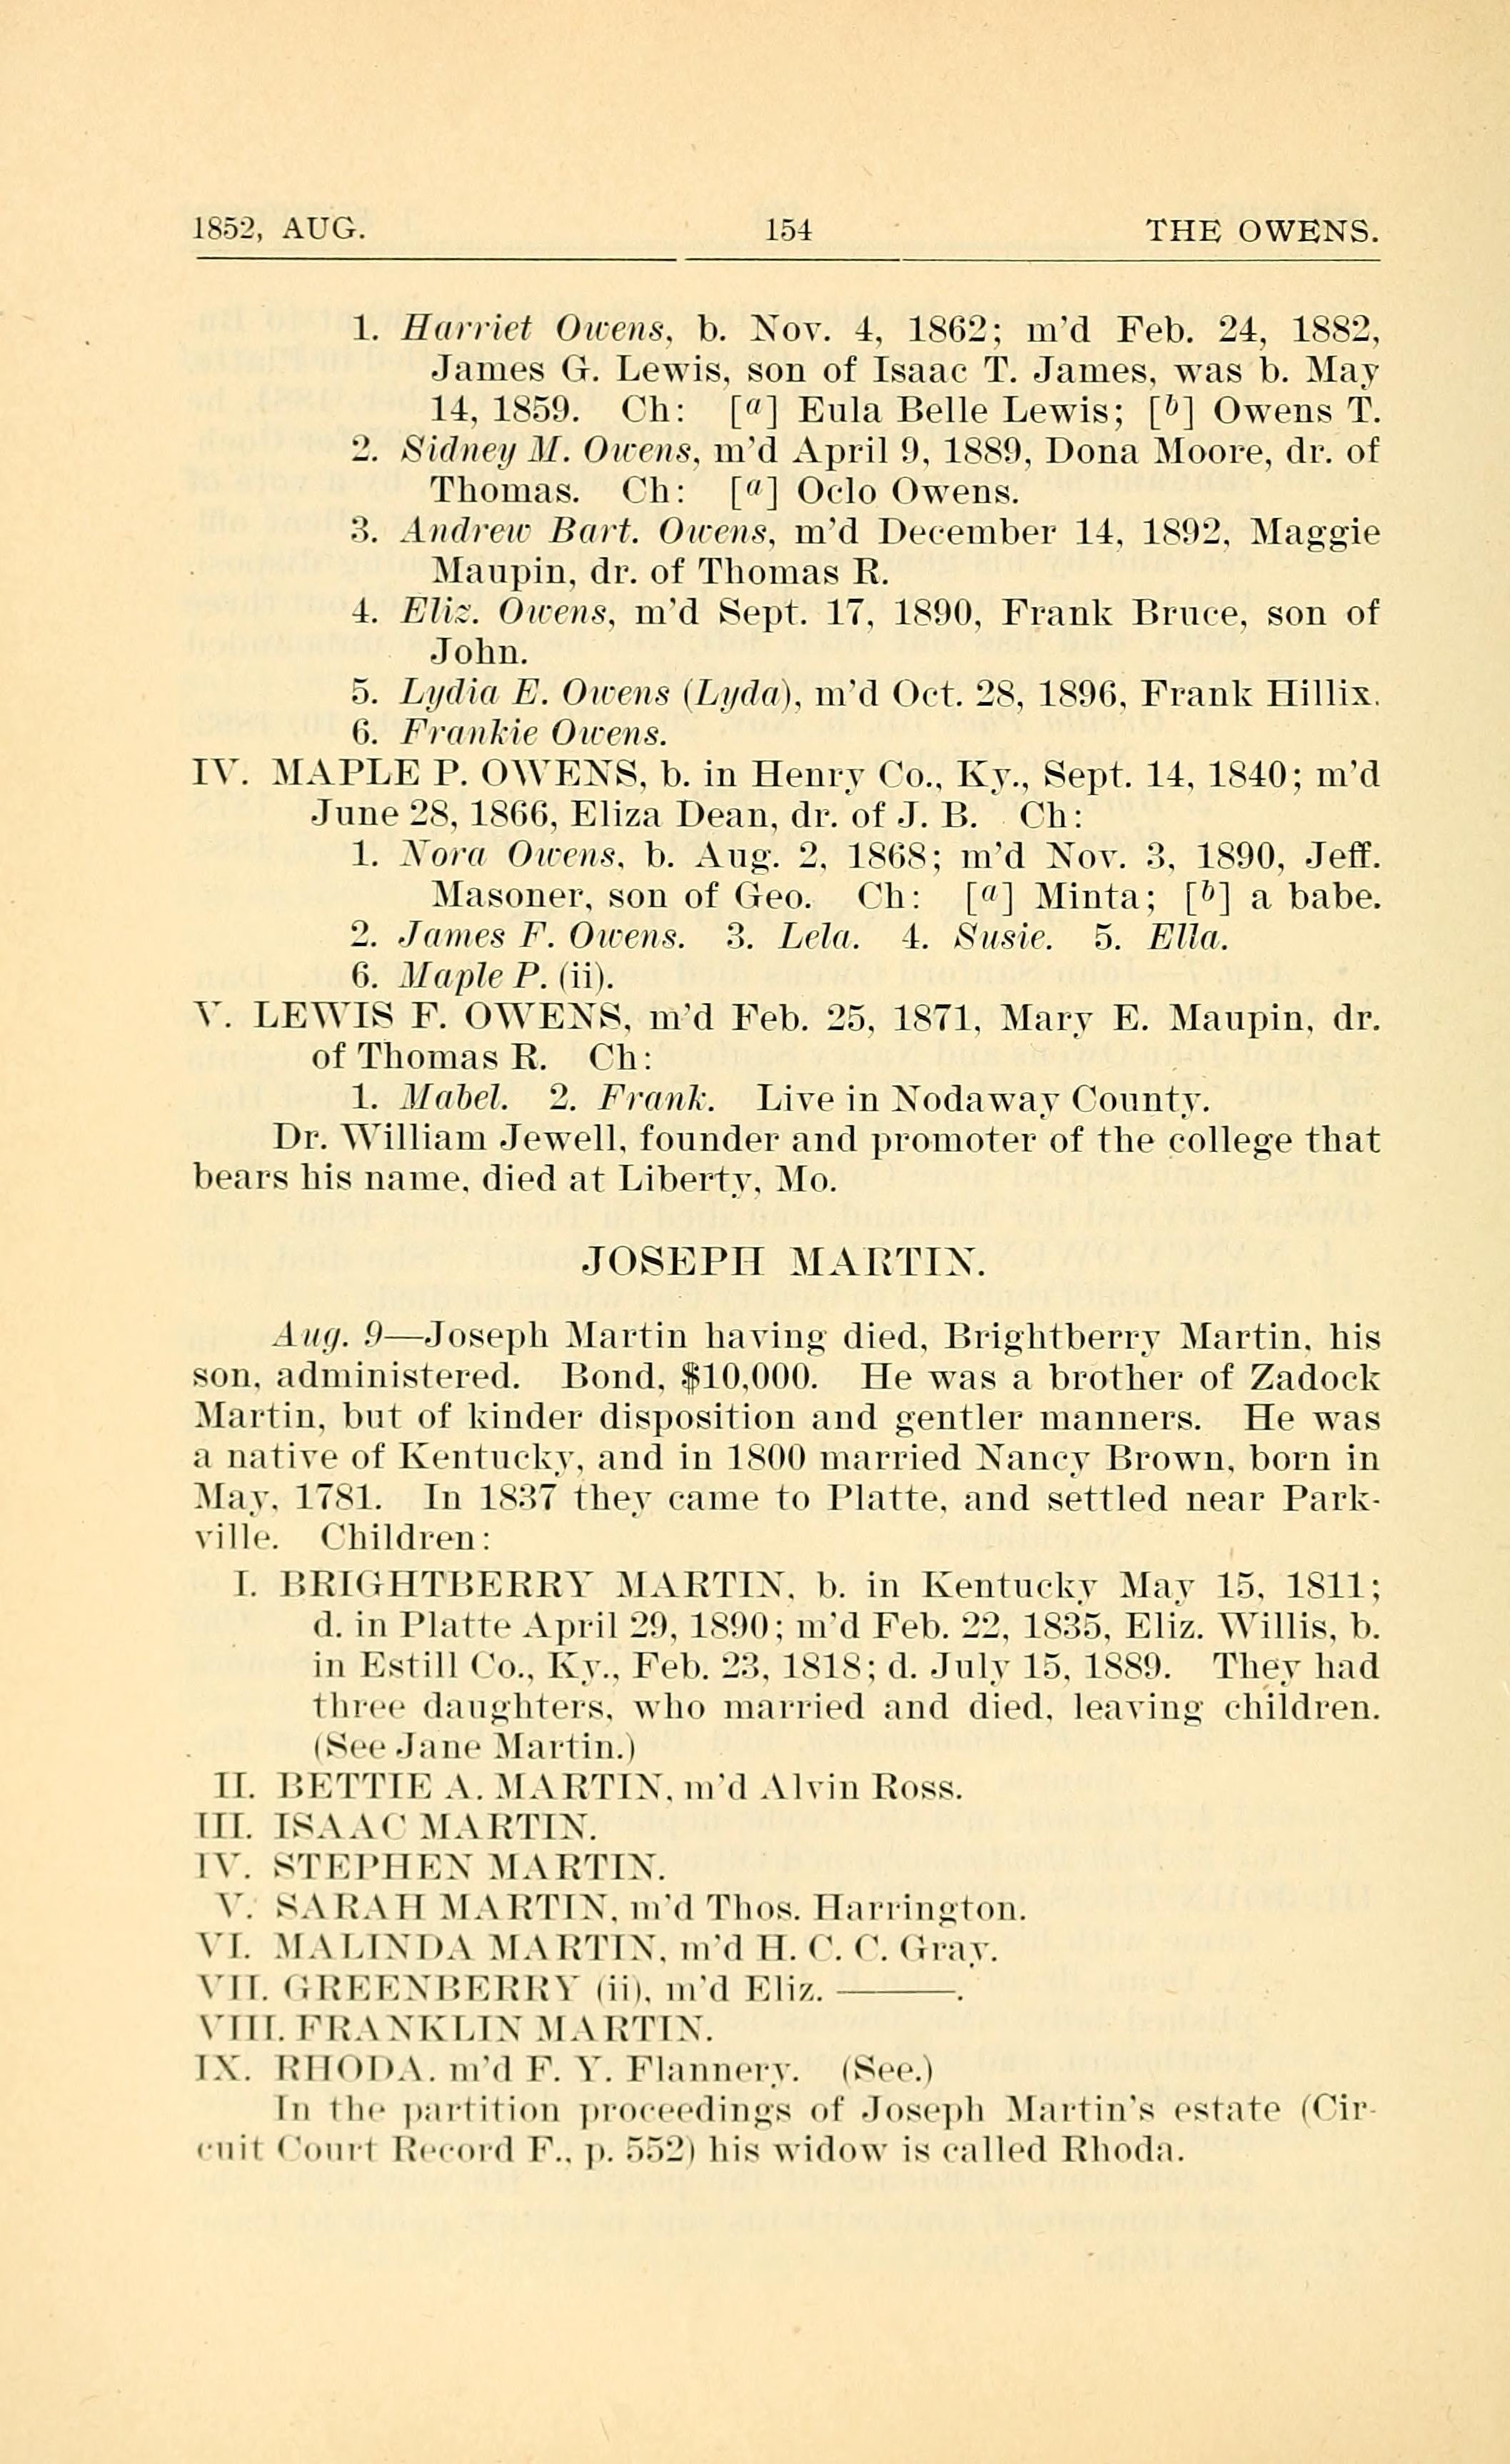 1852, AUG. 154 THE OWENS.
1. Harriet Owens, b. Nov. 4, 1862; m'd Feb. 24, 1882,
James G. Lewis, son of Isaac T. James, was b. May
14, 1859. Ch: [a] Eula Belle Lewis; [b] Owens T.
2. Sidney M. Owens, m'd April 9, 1889, Dona Moore, dr. of
Thomas. Ch: [a] Oclo Owens.
3. Andrew Bart. Owens, m'd December 14, 1892, Maggie
Maupin, dr. of Thomas R.
4. Eliz. Owens, m'd Sept. 17, 1890, Frank Bruce, son of
John.
5. Lydia E. Owens (Lyda), m'd Oct. 28, 1896, Frank Hillix.
6. Frankie Owens.
IV. MAPLE P. OWENS, b. in Henry Co., Ky., Sept. 14, 1840; m'd
June 28, 1866, Eliza Dean, dr. of J. B. Ch:
1. Nora Owens, b. Aug. 2, 1868; m'd Nov. 3, 1890, Jeff.
Masoner, son of Geo. Ch: [a] Minta; [b] a babe.
2. James F. Owens. 3. Lela. 4. Susie. 5. Ella.
6. Maple P. (ii).
V. LEWIS F. OWENS, m'd Feb. 25, 1871, Mary E. Maupin, dr.
of Thomas R. Ch:
1. Mabel. 2. Frank. Live in Nodaway County.
Dr. William Jewell, founder and promoter of the college that
bears his name, died at Liberty, Mo.
JOSEPH MARTIN.
Aug. 9—Joseph Martin having died, Brightberry Martin, his
son, administered. Bond, $10,000. He was a brother of Zadock
Martin, but of kinder disposition and gentler manners. He was
a native of Kentucky, and in 1800 married Nancy Brown, born in
May, 1781. In 1837 they came to Platte, and settled near Park-
ville. Children:
I. BRIGHTBERRY MARTIN, b. in Kentucky May 15, 1811;
d. in Platte April 29, 1890; m'd Feb. 22, 1835, Eliz. Willis, b.
in Estill Co., Ky., Feb. 23, 1818; d. July 15, 1889. They had
three daughters, who married and died, leaving children.
(See Jane Martin.)
II. BETTIE A. MARTIN, m'd Alvin Ross.
III. ISAAC MARTIN.
IV. STEPHEN MARTIN.
V. SARAH MARTIN, m'd Thos. Harrington.
VI. MALINDA MARTIN, m'd H. C. C. Gray.
VII. GREENBERRY (ii), m'd Eliz. ———.
VIII. FRANKLIN MARTIN.
IX. RHODA, m'd F. Y. Flannery. (See.)
In the partition proceedings of Joseph Martin's estate (Cir-
cuit Court Record F., p. 552) his widow is called Rhoda.